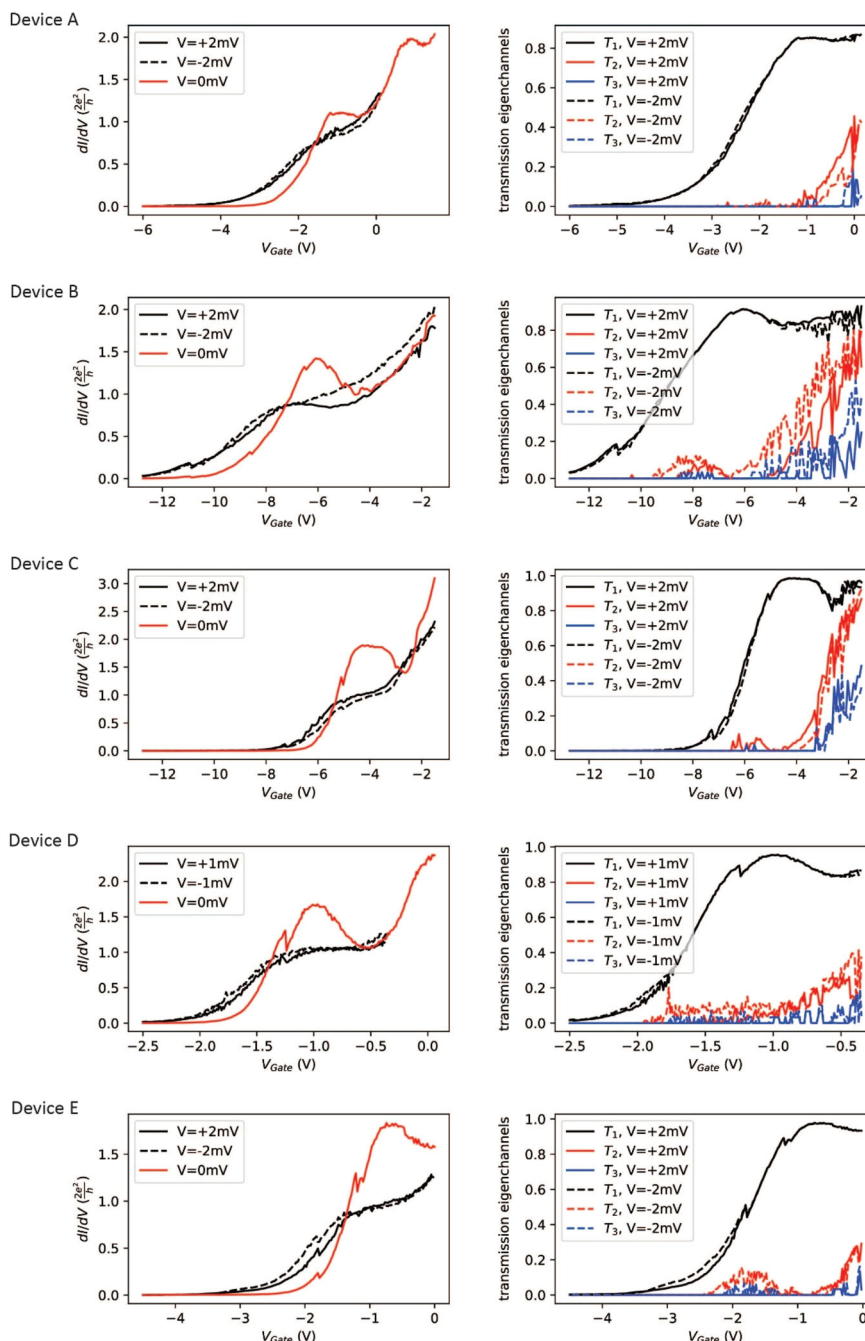 Device A
2.0
1.5
1.0
0.5
0.0
dI/dV (2e²/h)
V=+2mV
V=-2mV
V=0mV
−6 −4 −2 0
V_Gate (V)
0.8
0.6
0.4
0.2
0.0
transmission eigenchannels
T₁, V=+2mV
T₂, V=+2mV
T₃, V=+2mV
T₁, V=-2mV
T₂, V=-2mV
T₃, V=-2mV
−6 −5 −4 −3 −2 −1 0
V_Gate (V)
Device B
2.0
1.5
1.0
0.5
0.0
dI/dV (2e²/h)
V=+2mV
V=-2mV
V=0mV
−12 −10 −8 −6 −4 −2
V_Gate (V)
0.8
0.6
0.4
0.2
0.0
transmission eigenchannels
T₁, V=+2mV
T₂, V=+2mV
T₃, V=+2mV
T₁, V=-2mV
T₂, V=-2mV
T₃, V=-2mV
−12 −10 −8 −6 −4 −2
V_Gate (V)
Device C
3.0
2.5
2.0
1.5
1.0
0.5
0.0
dI/dV (2e²/h)
V=+2mV
V=-2mV
V=0mV
−12 −10 −8 −6 −4 −2
V_Gate (V)
1.0
0.8
0.6
0.4
0.2
0.0
transmission eigenchannels
T₁, V=+2mV
T₂, V=+2mV
T₃, V=+2mV
T₁, V=-2mV
T₂, V=-2mV
T₃, V=-2mV
−12 −10 −8 −6 −4 −2
V_Gate (V)
Device D
2.0
1.5
1.0
0.5
0.0
dI/dV (2e²/h)
V=+1mV
V=-1mV
V=0mV
−2.5 −2.0 −1.5 −1.0 −0.5 0.0
V_Gate (V)
1.0
0.8
0.6
0.4
0.2
0.0
transmission eigenchannels
T₁, V=+1mV
T₂, V=+1mV
T₃, V=+1mV
T₁, V=-1mV
T₂, V=-1mV
T₃, V=-1mV
−2.5 −2.0 −1.5 −1.0 −0.5
V_Gate (V)
Device E
1.5
1.0
0.5
0.0
dI/dV (2e²/h)
V=+2mV
V=-2mV
V=0mV
−4 −3 −2 −1 0
V_Gate (V)
1.0
0.8
0.6
0.4
0.2
0.0
transmission eigenchannels
T₁, V=+2mV
T₂, V=+2mV
T₃, V=+2mV
T₁, V=-2mV
T₂, V=-2mV
T₃, V=-2mV
−4 −3 −2 −1 0
V_Gate (V)